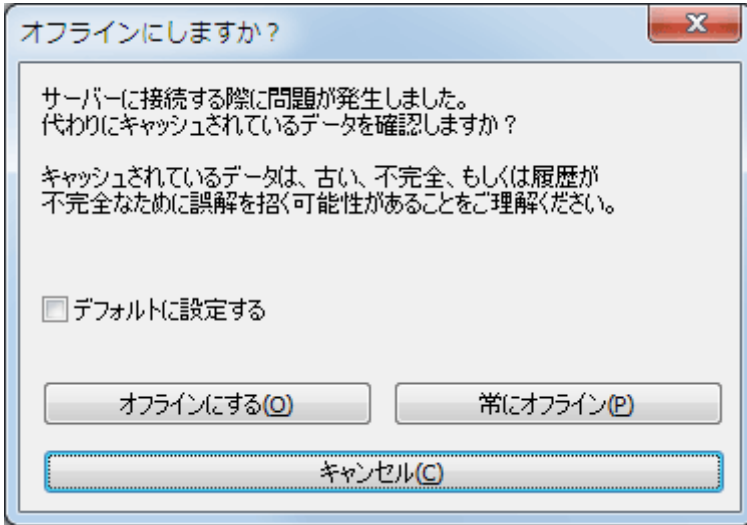 オフラインにしますか？
サーバーに接続する際に問題が発生しました。
代わりにキャッシュされているデータを確認しますか？
キャッシュされているデータは、古い、不完全、もしくは履歴が
不完全なために誤解を招く可能性があることをご理解ください。
デフォルトに設定する
オフラインにする(O) 常にオフライン(P)
キャンセル(C)